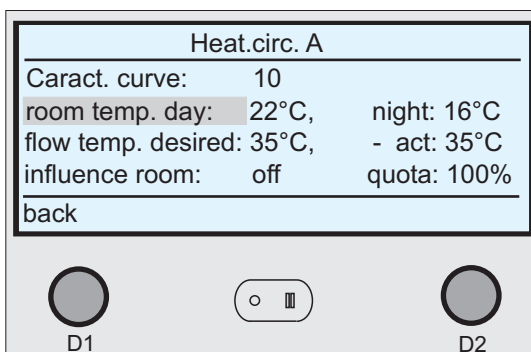 Heat.circ. A
Caract. curve: 10
room temp. day: 22°C, night: 16°C
flow temp. desired: 35°C, - act: 35°C
influence room: off quota: 100%
back
D1 D2